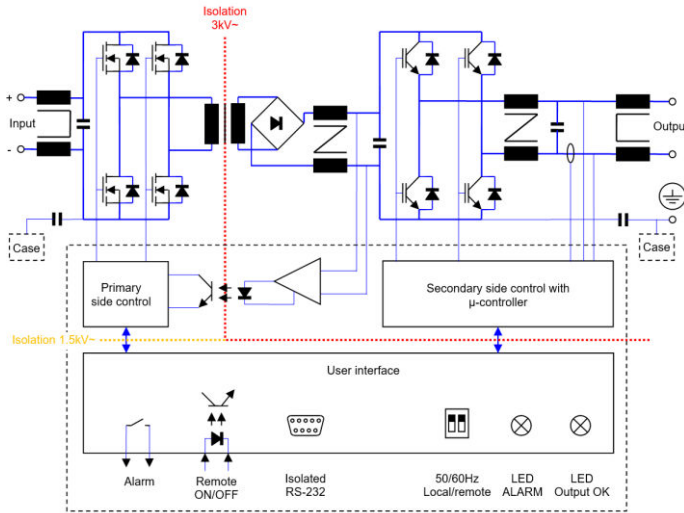 Isolation
3kV~
+
Input
-
Output
Case
Case
Primary
side control
Secondary side control with
µ-controller
Isolation 1.5kV~
User interface
Alarm
Remote
ON/OFF
Isolated
RS-232
50/60Hz
Local/remote
LED
ALARM
LED
Output OK